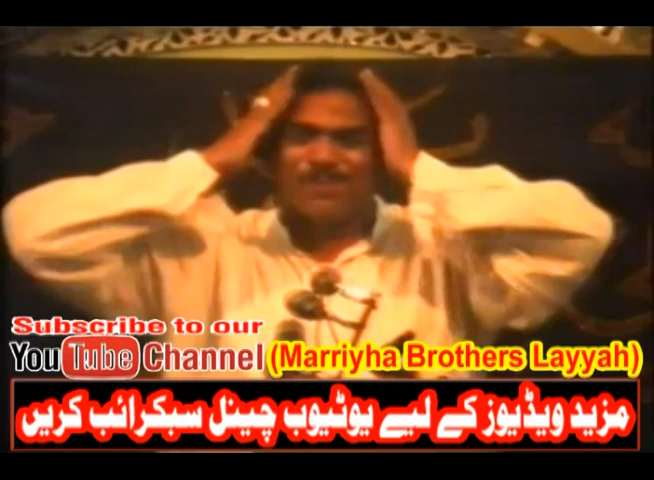 Subscribe to our
YouTube Channel (Marriyha Brothers Layyah)
مزید ویڈیوز کے لیے یوٹیوب چینل سبکرائب کریں